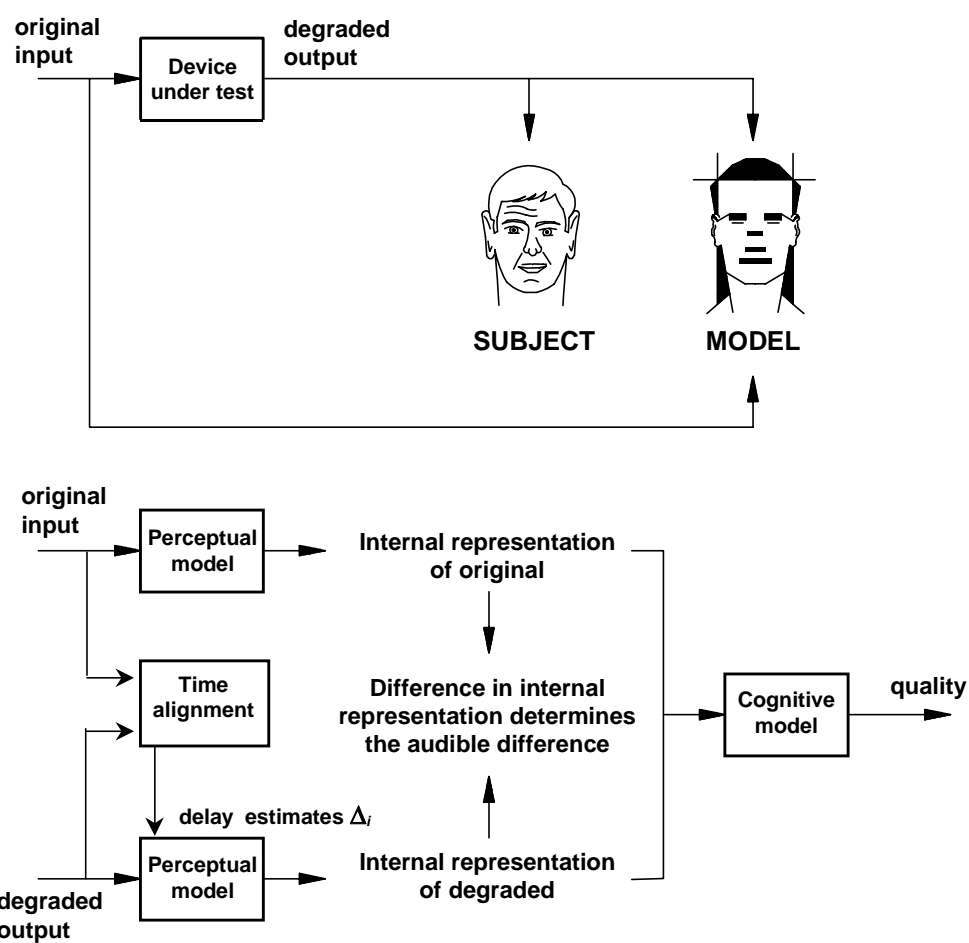 original
input
degraded
output
Device
under test
SUBJECT
MODEL
original
input
Perceptual
model
Internal representation
of original
Time
alignment
Difference in internal
representation determines
the audible difference
Cognitive
model
quality
delay estimates Δi
Perceptual
model
Internal representation
of degraded
degraded
output